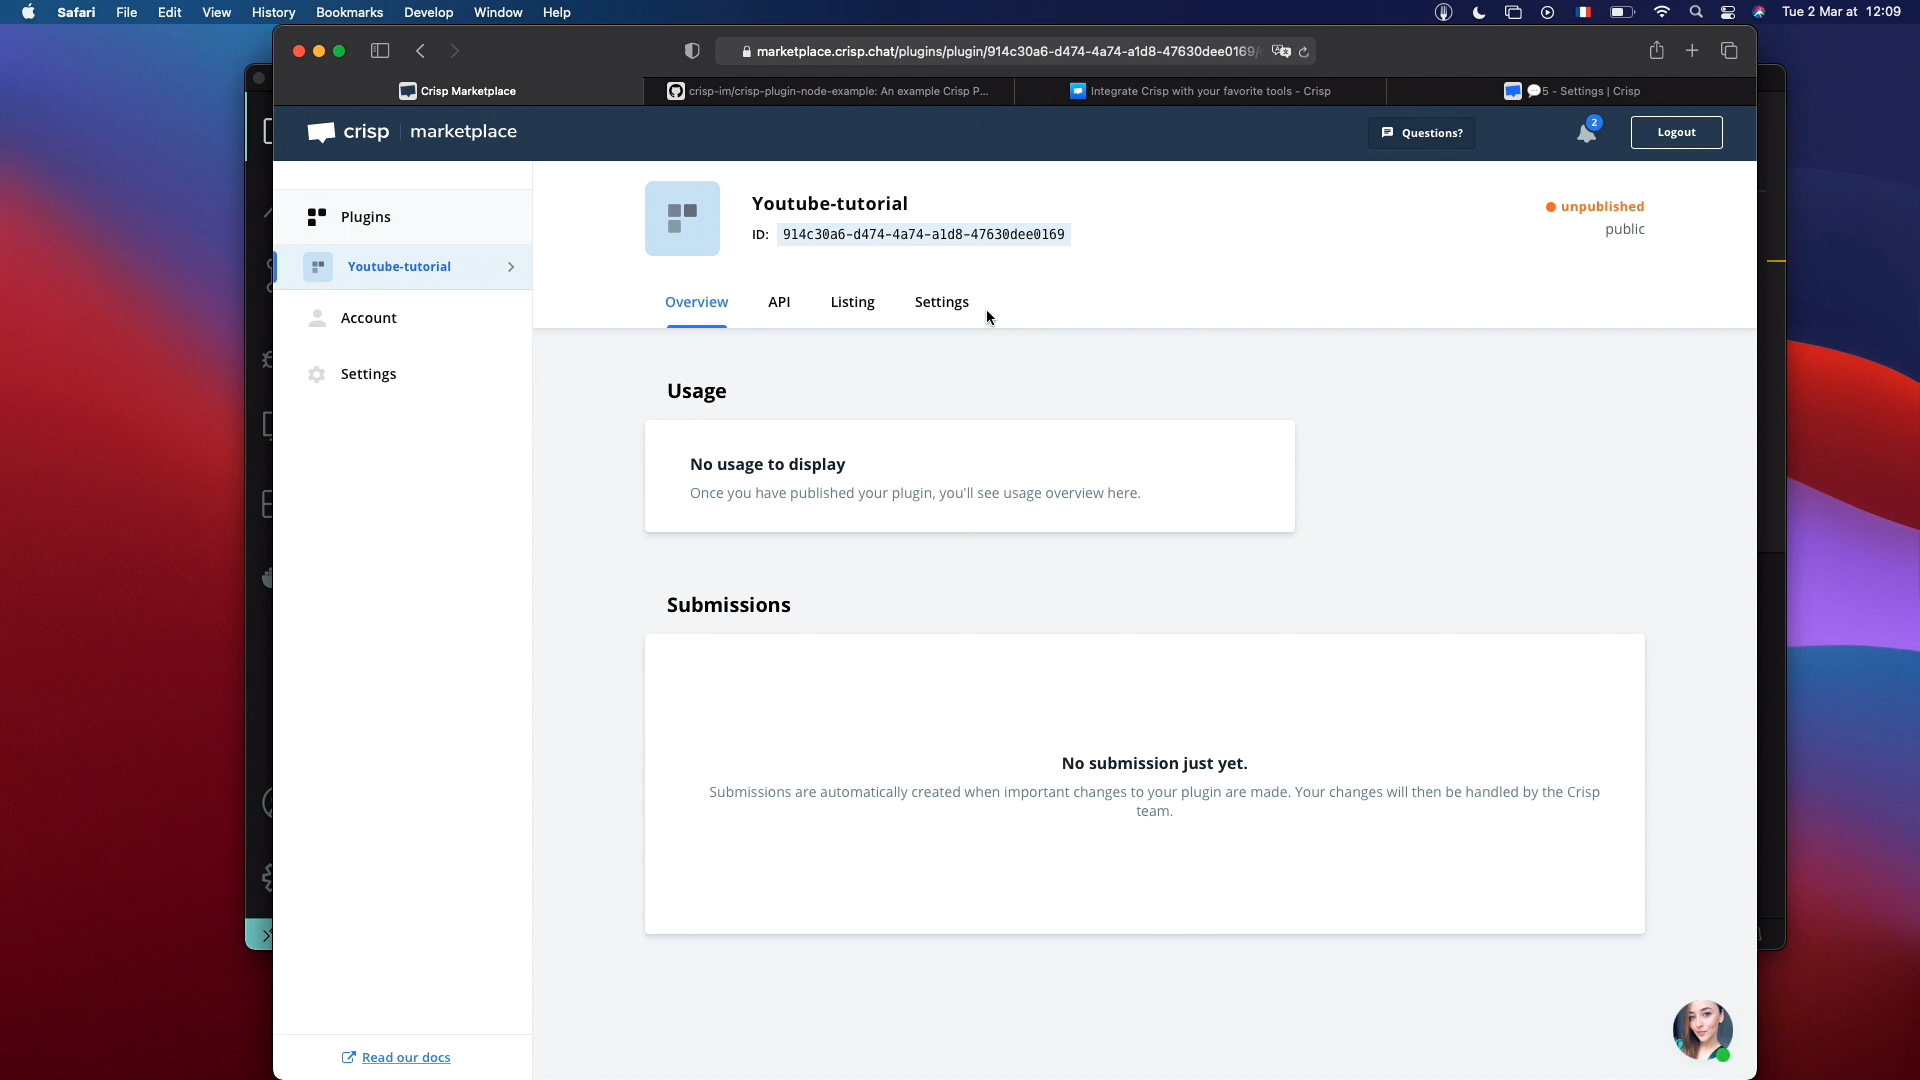 Safari File Edit View History Bookmarks Develop Window Help
Tue 2 Mar at 12:09
marketplace.crisp.chat/plugins/plugin/914c30a6-d474-4a74-a1d8-47630dee0169/
Crisp Marketplace
crisp-im/crisp-plugin-node-example: An example Crisp P...
Integrate Crisp with your favorite tools - Crisp
5 - Settings | Crisp
crisp marketplace
Questions?
2
Logout
Plugins
Youtube-tutorial
Account
Settings
Read our docs
Youtube-tutorial
ID: 914c30a6-d474-4a74-a1d8-47630dee0169
unpublished
public
Overview API Listing Settings
Usage
No usage to display
Once you have published your plugin, you'll see usage overview here.
Submissions
No submission just yet.
Submissions are automatically created when important changes to your plugin are made. Your changes will then be handled by the Crisp
team.